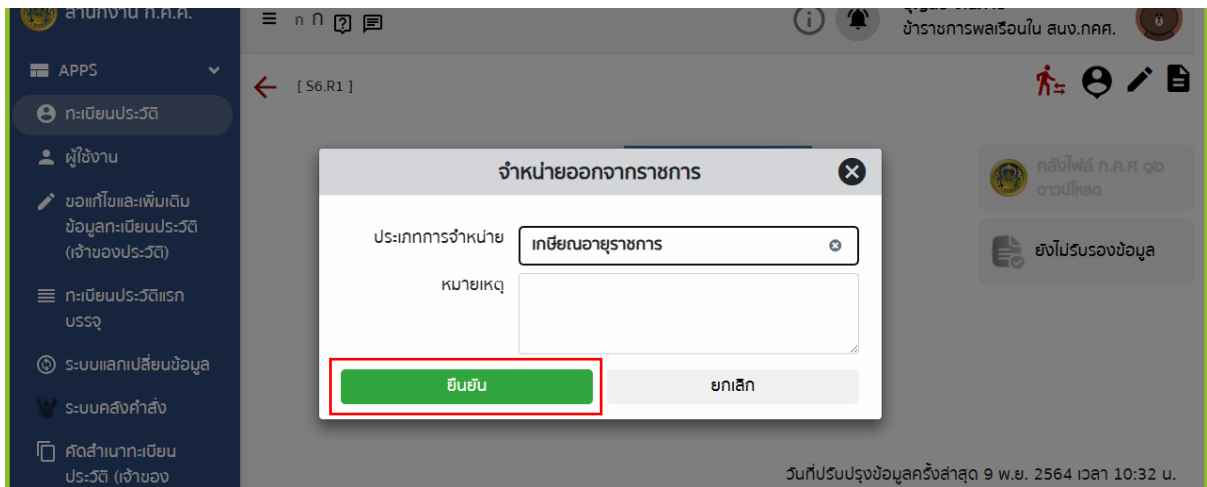 สำนักงาน ก.ค.ศ.
ก ก
ข้าราชการพลเรือนใน สนง.กคศ.
APPS
[ S6.R1 ]
ทะเบียนประวัติ
ผู้ใช้งาน
ขอแก้ไขและเพิ่มเติม
ข้อมูลทะเบียนประวัติ
(เจ้าของประวัติ)
ทะเบียนประวัติแรก
บรรจุ
ระบบแลกเปลี่ยนข้อมูล
ระบบคลังคำสั่ง
คัดสำเนาทะเบียน
ประวัติ (เจ้าของ
จำหน่ายออกจากราชการ
ประเภทการจำหน่าย
เกษียณอายุราชการ
หมายเหตุ
ยืนยัน
ยกเลิก
คลังไฟล์ ก.ค.ศ ๑๖
ดาวน์โหลด
ยังไม่รับรองข้อมูล
วันที่ปรับปรุงข้อมูลครั้งล่าสุด 9 พ.ย. 2564 เวลา 10:32 น.